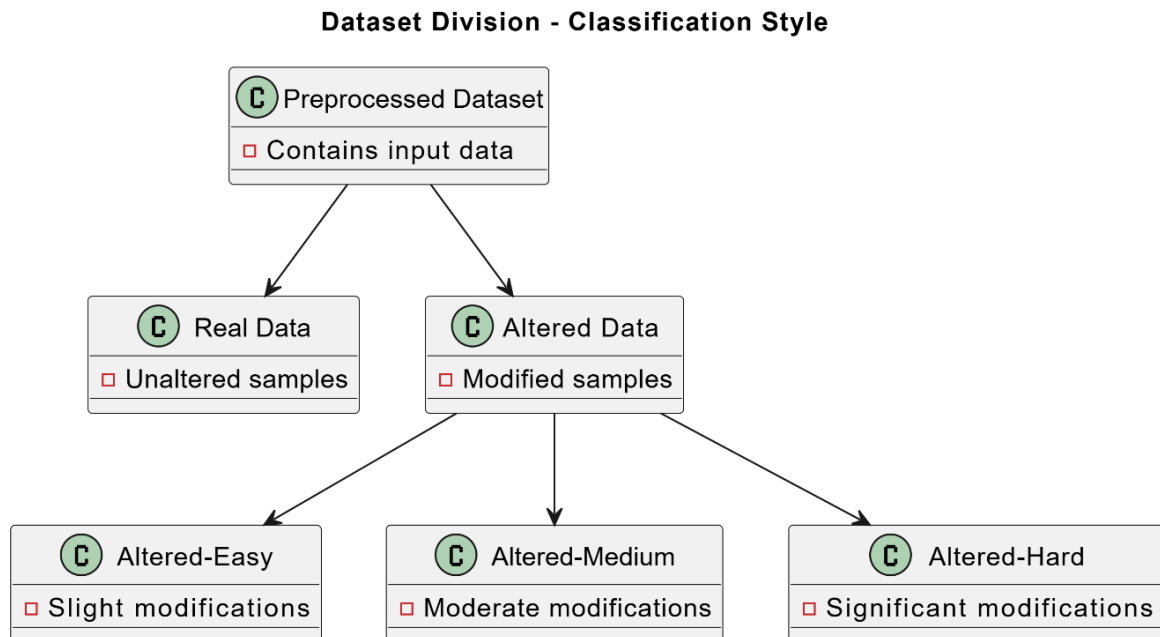 Dataset Division - Classification Style
C Preprocessed Dataset
Contains input data
C Real Data
Unaltered samples
C Altered Data
Modified samples
C Altered-Easy
Slight modifications
C Altered-Medium
Moderate modifications
C Altered-Hard
Significant modifications